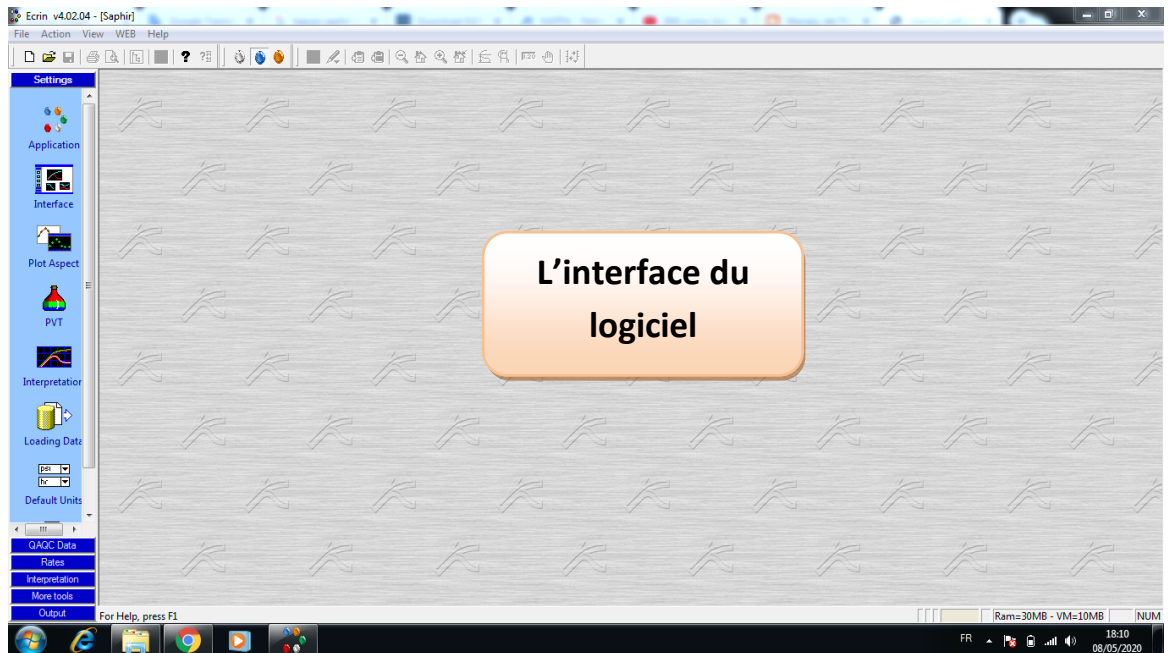 Ecrin v4.02.04 - [Saphir]
File Action View WEB Help
Settings
Application
Interface
Plot Aspect
PVT
Interpretation
Loading Data
psi
hr
Default Units
QAQC Data
Rates
Interpretation
More tools
Output
L’interface du
logiciel
For Help, press F1
Ram=30MB - VM=10MB
NUM
FR
18:10
08/05/2020